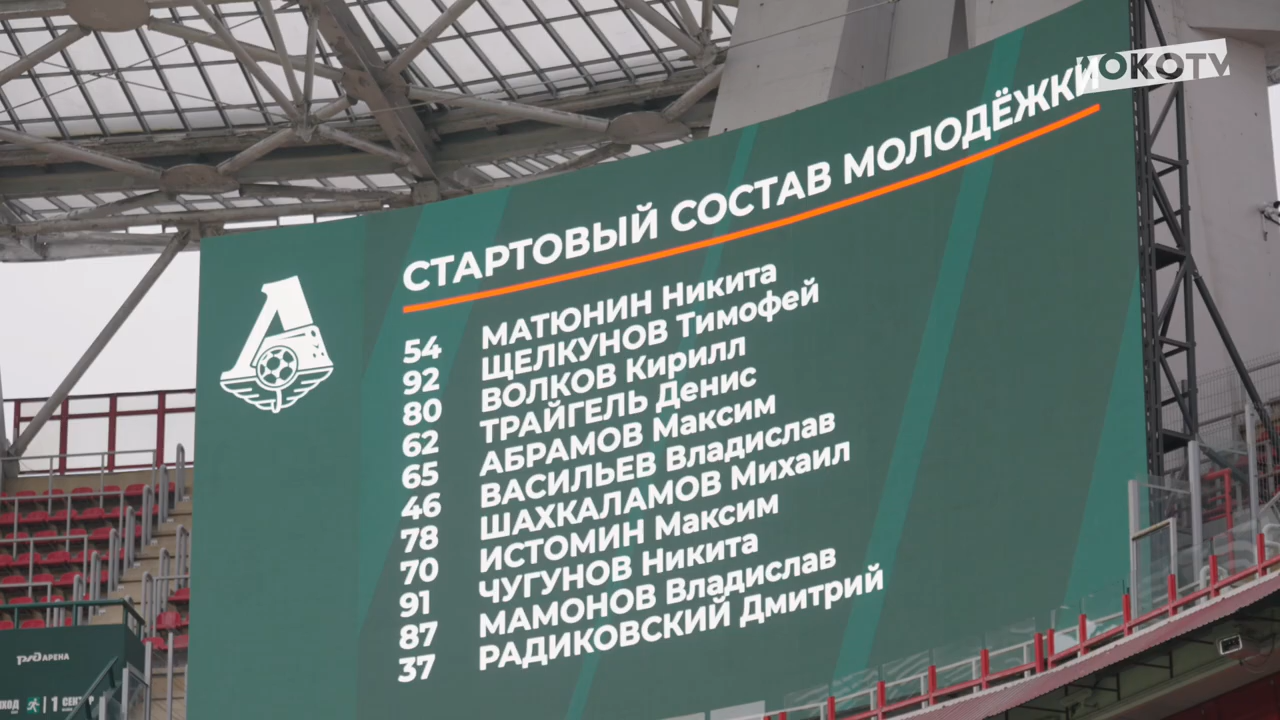 ЛОКОTV
СТАРТОВЫЙ СОСТАВ МОЛОДЁЖКИ
54 МАТЮНИН Никита
92 ЩЕЛКУНОВ Тимофей
80 ВОЛКОВ Кирилл
62 ТРАЙГЕЛЬ Денис
65 АБРАМОВ Максим
46 ВАСИЛЬЕВ Владислав
78 ШАХКАЛАМОВ Михаил
70 ИСТОМИН Максим
91 ЧУГУНОВ Никита
87 МАМОНОВ Владислав
37 РАДИКОВСКИЙ Дмитрий
ржд АРЕНА
1